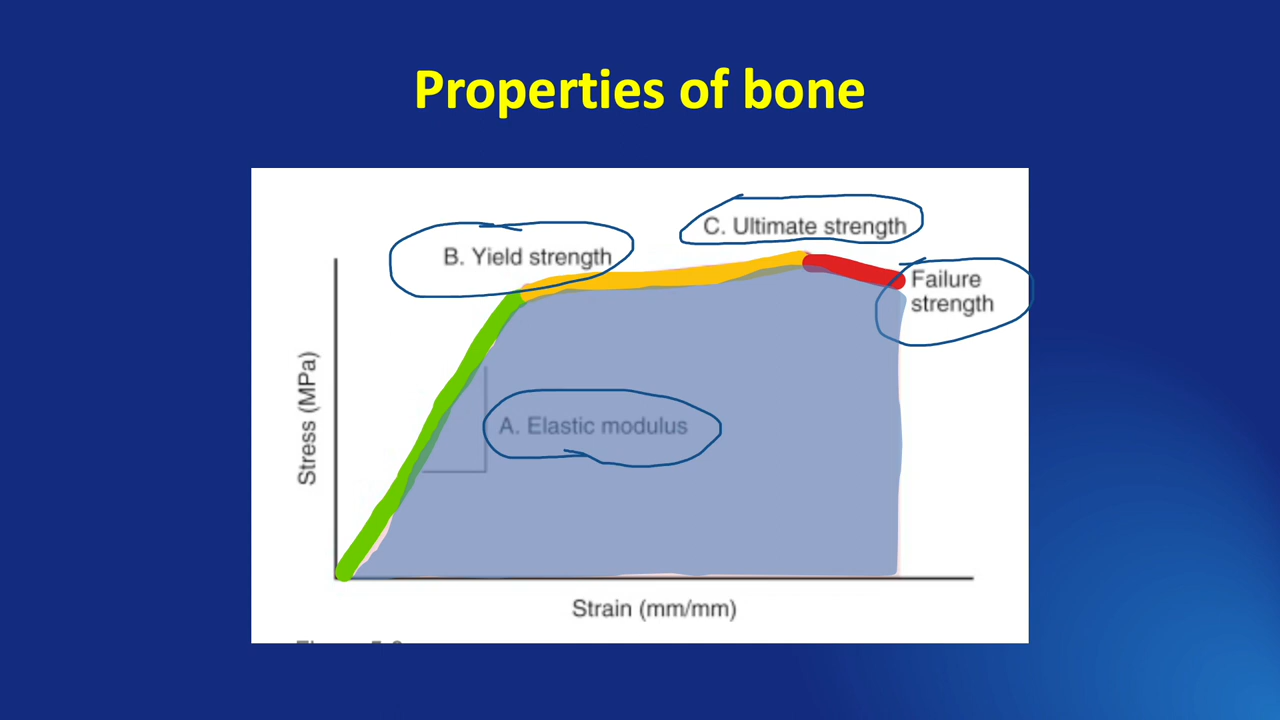 Properties of bone
C. Ultimate strength
B. Yield strength
Failure
strength
A. Elastic modulus
Stress (MPa)
Strain (mm/mm)